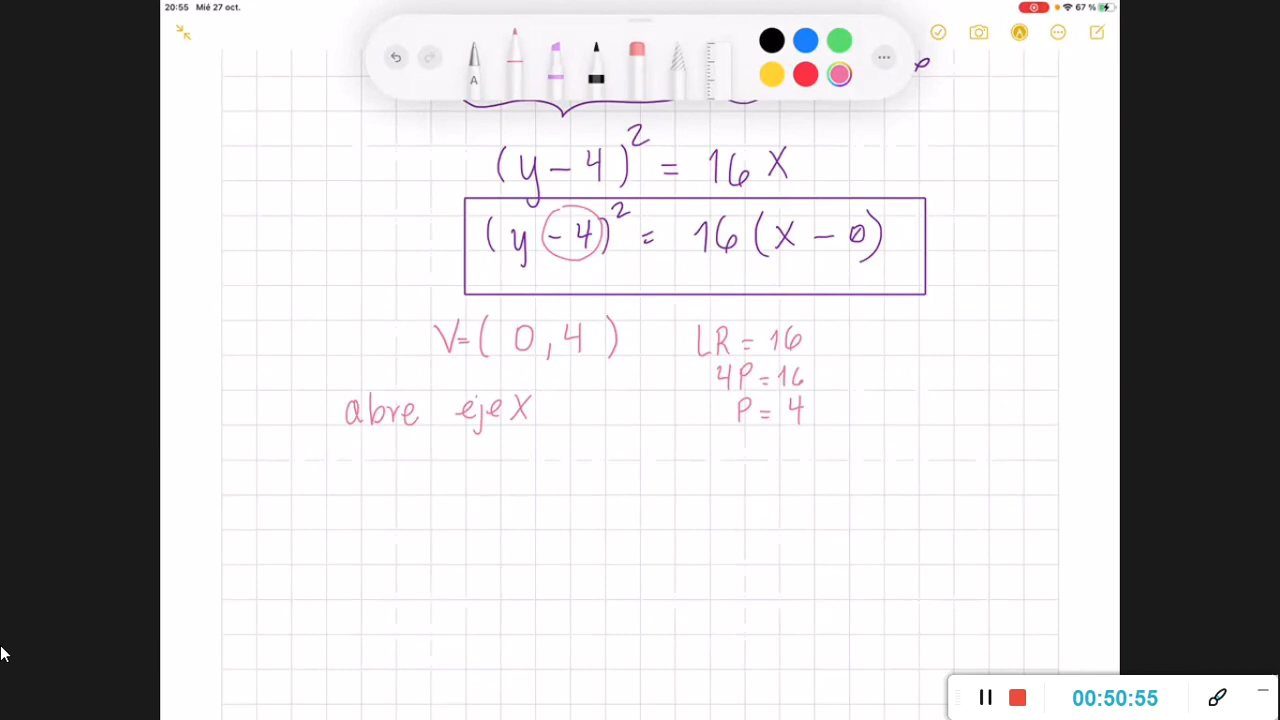 20:55 Mié 27 oct.
67 %
A
(y - 4)² = 16 X
(y - 4)² = 16 (X - 0)
V= ( 0 , 4 )
LR = 16
4P = 16
abre eje X
P = 4
00:50:55